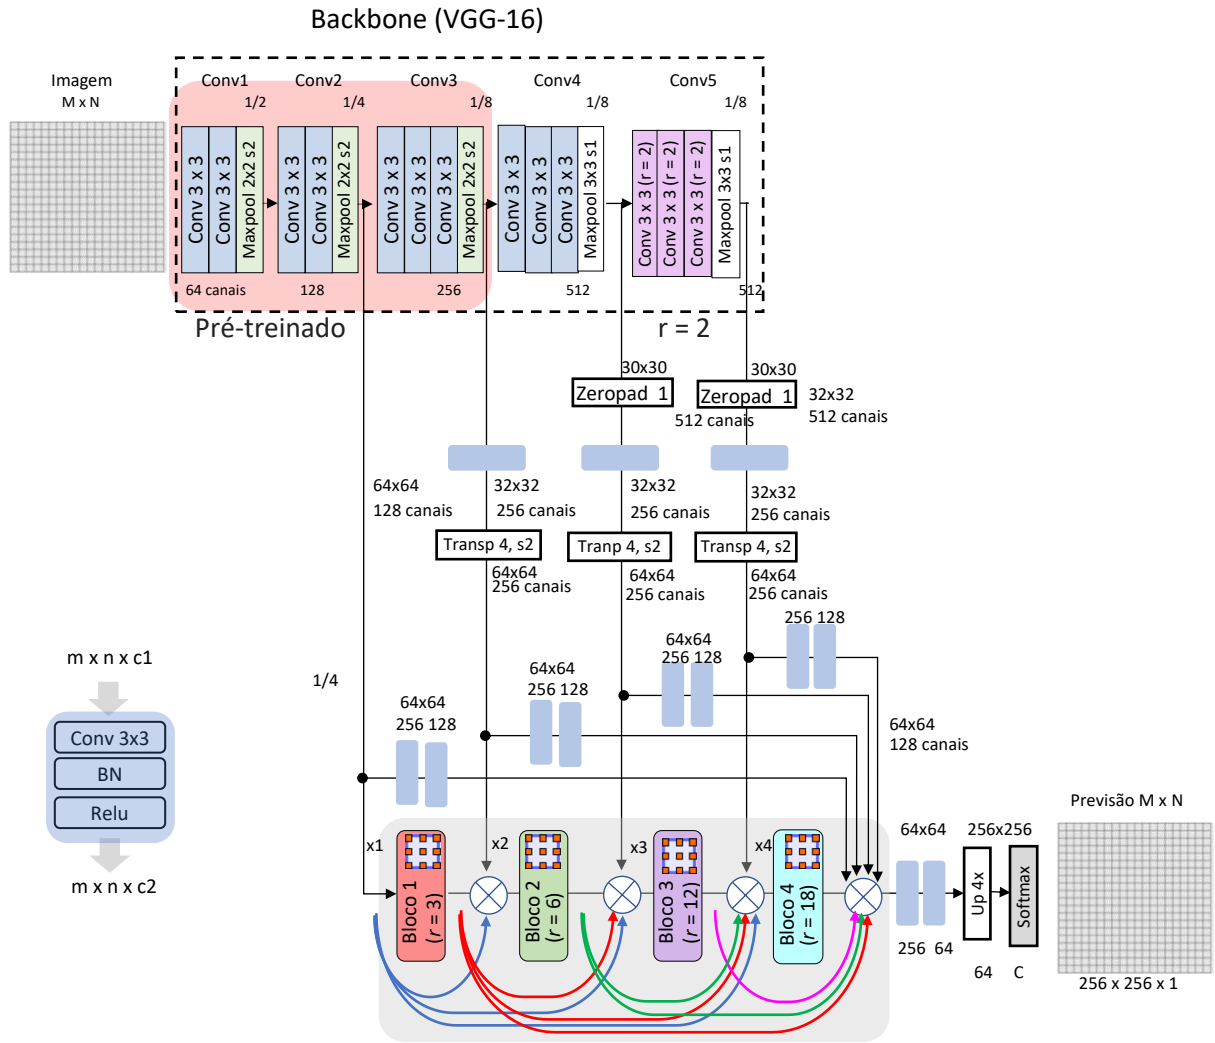 Backbone (VGG-16)
Imagem
M x N
Conv1
Conv2
Conv3
Conv4
Conv5
1/2
1/4
1/8
1/8
1/8
Conv 3 x 3
Conv 3 x 3
Maxpool 2x2 s2
Conv 3 x 3
Conv 3 x 3
Maxpool 2x2 s2
Conv 3 x 3
Conv 3 x 3
Conv 3 x 3
Maxpool 2x2 s2
Conv 3 x 3
Conv 3 x 3
Conv 3 x 3
Maxpool 3x3 s1
Conv 3 x 3 (r = 2)
Conv 3 x 3 (r = 2)
Conv 3 x 3 (r = 2)
Maxpool 3x3 s1
64 canais
128
256
512
512
Pré-treinado
r = 2
30x30
Zeropad 1
512 canais
30x30
Zeropad 1
32x32
512 canais
64x64
128 canais
32x32
256 canais
32x32
256 canais
32x32
256 canais
Transp 4, s2
Tranp 4, s2
Transp 4, s2
64x64
256 canais
64x64
256 canais
64x64
256 canais
256 128
64x64
256 128
64x64
256 128
64x64
256 128
1/4
64x64
128 canais
m x n x c1
Conv 3x3
BN
Relu
m x n x c2
x1
x2
x3
x4
Bloco 1
(r = 3)
Bloco 2
(r = 6)
Bloco 3
(r = 12)
Bloco 4
(r = 18)
64x64
256 64
256x256
Up 4x
Softmax
64
C
Previsão M x N
256 x 256 x 1